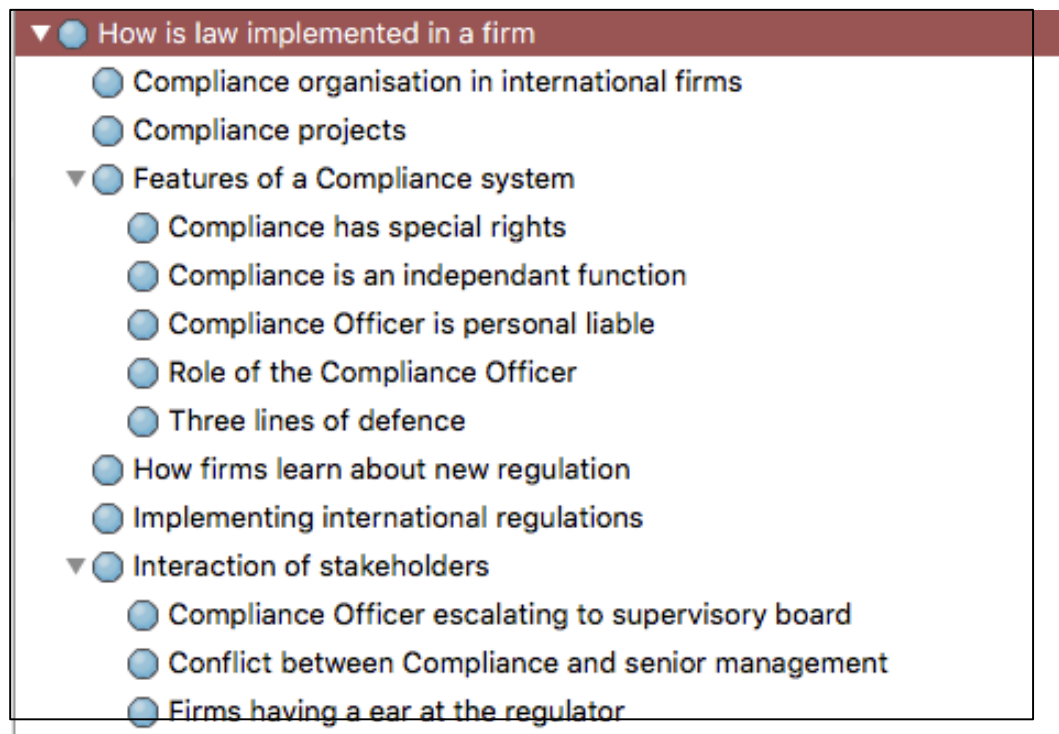 How is law implemented in a firm
Compliance organisation in international firms
Compliance projects
Features of a Compliance system
Compliance has special rights
Compliance is an independant function
Compliance Officer is personal liable
Role of the Compliance Officer
Three lines of defence
How firms learn about new regulation
Implementing international regulations
Interaction of stakeholders
Compliance Officer escalating to supervisory board
Conflict between Compliance and senior management
Firms having a ear at the regulator